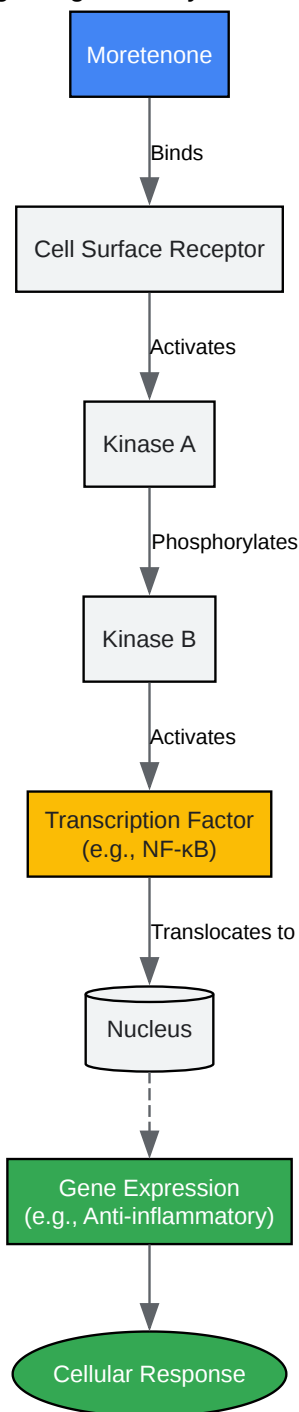 Moretenone
Binds
Cell Surface Receptor
Activates
Kinase A
Phosphorylates
Kinase B
Activates
Transcription Factor
(e.g., NF-κB)
Translocates to
Nucleus
Gene Expression
(e.g., Anti-inflammatory)
Cellular Response